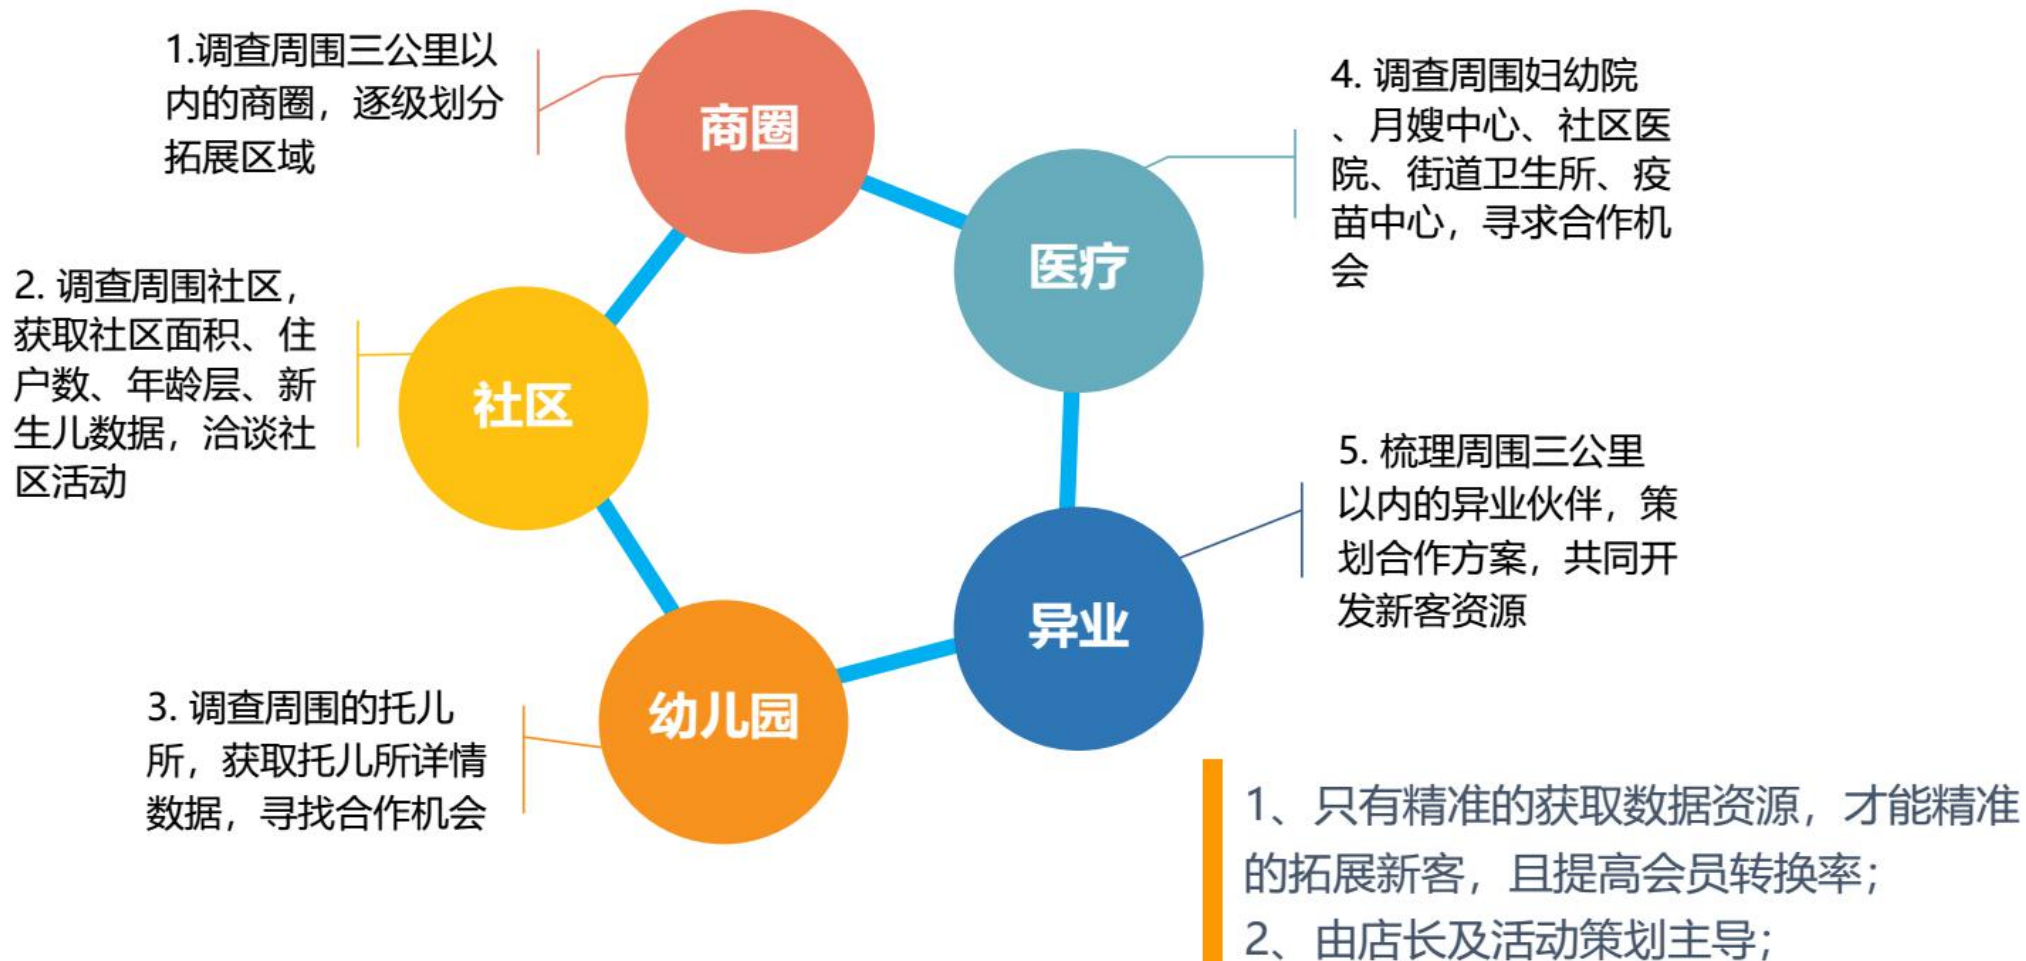 1.调查周围三公里以
内的商圈，逐级划分
拓展区域
商圈
2. 调查周围社区，
获取社区面积、住
户数、年龄层、新
生儿数据，洽谈社
区活动
社区
3. 调查周围的托儿
所，获取托儿所详情
数据，寻找合作机会
幼儿园
4. 调查周围妇幼院
、月嫂中心、社区医
院、街道卫生所、疫
苗中心，寻求合作机
会
医疗
5. 梳理周围三公里
以内的异业伙伴，策
划合作方案，共同开
发新客资源
异业
1、只有精准的获取数据资源，才能精准
的拓展新客，且提高会员转换率；
2、由店长及活动策划主导；